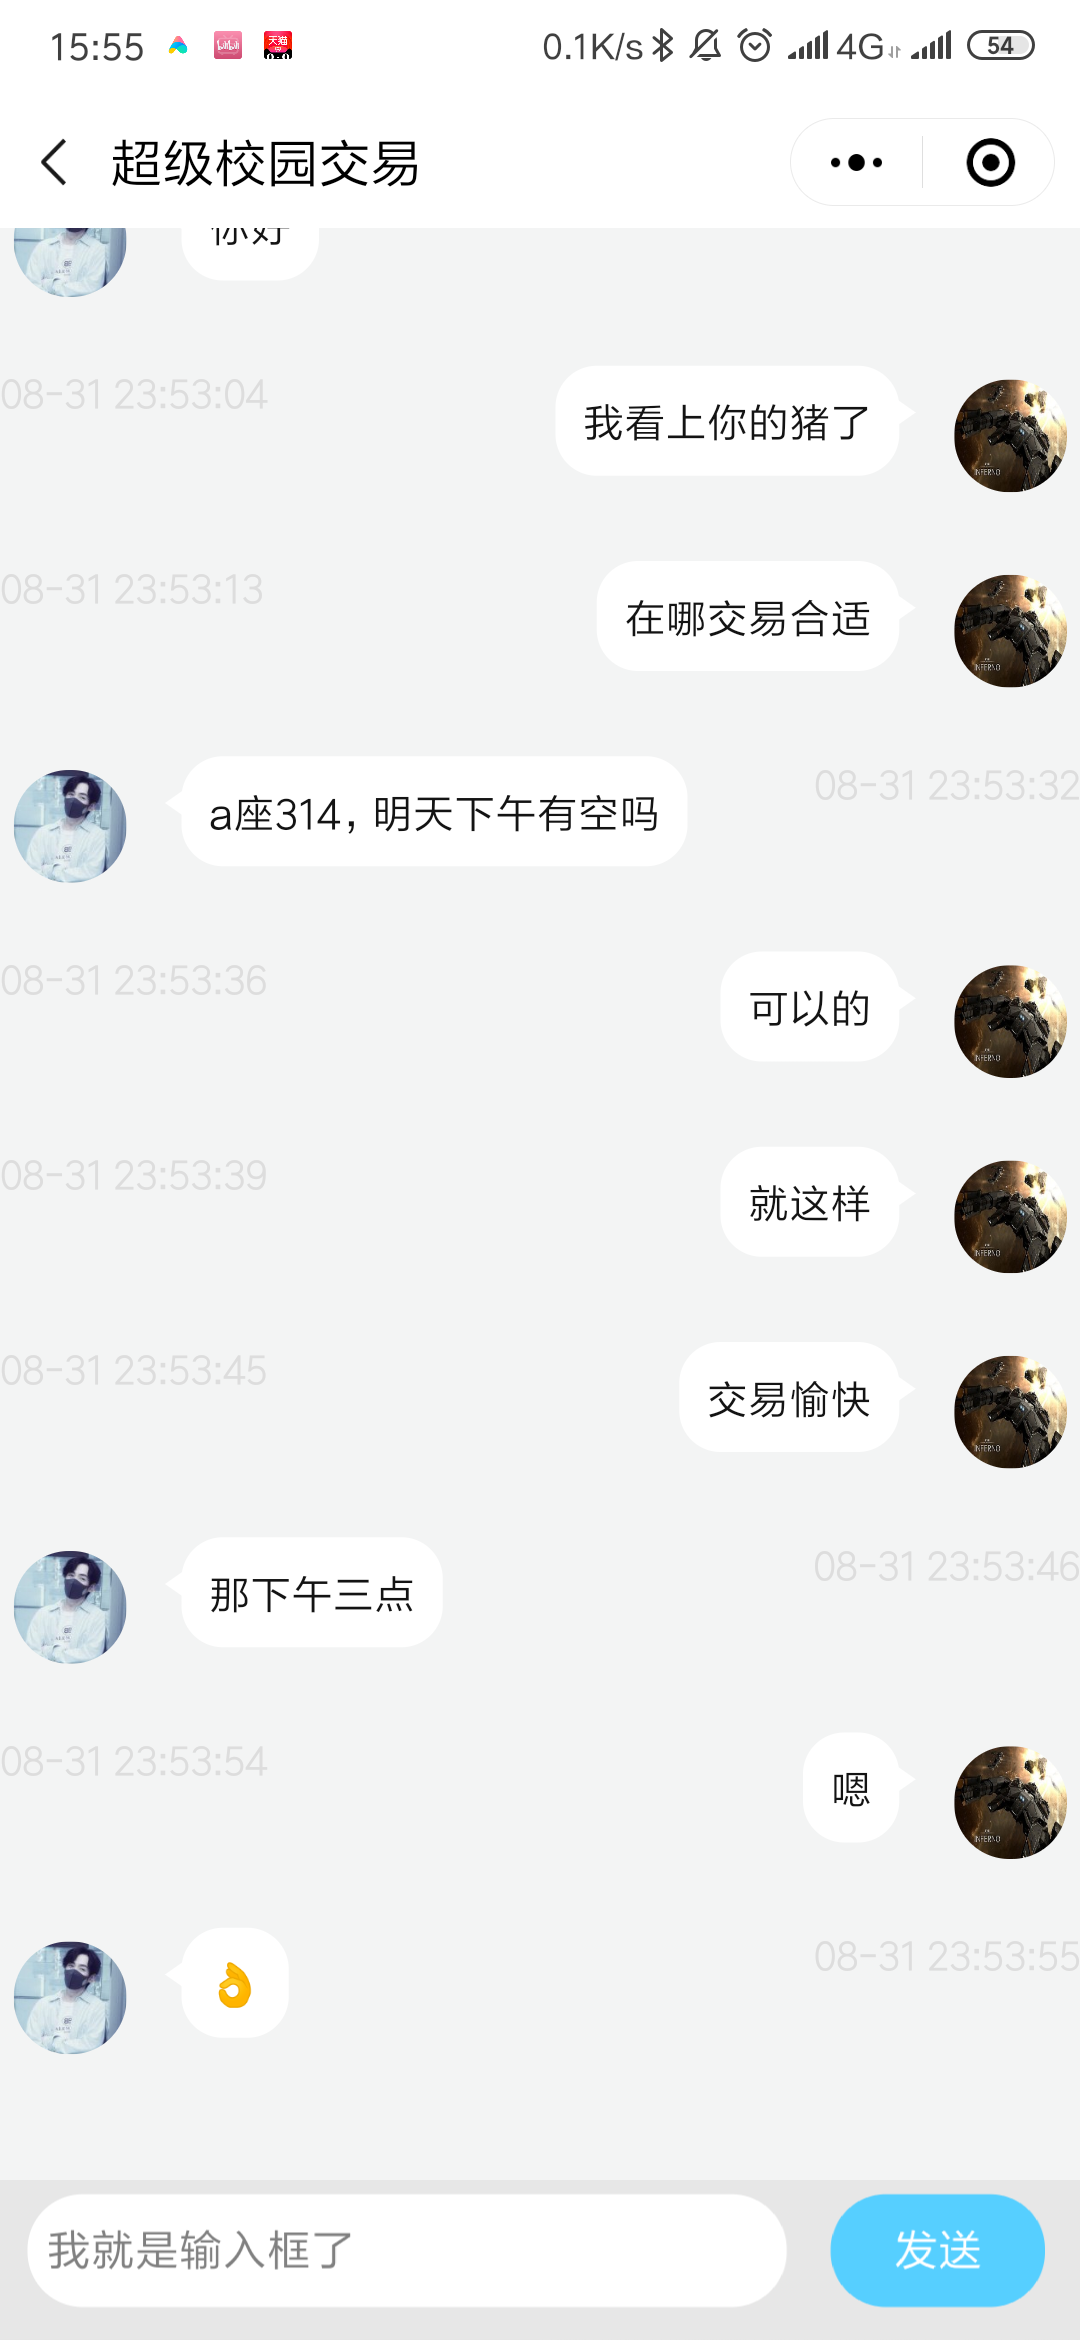 15:55
天猫
0.1K/s 4G 54
超级校园交易
你好
08-31 23:53:04
我看上你的猪了
08-31 23:53:13
在哪交易合适
08-31 23:53:32
a座314，明天下午有空吗
08-31 23:53:36
可以的
08-31 23:53:39
就这样
08-31 23:53:45
交易愉快
08-31 23:53:46
那下午三点
08-31 23:53:54
嗯
08-31 23:53:55
👌
我就是输入框了
发送